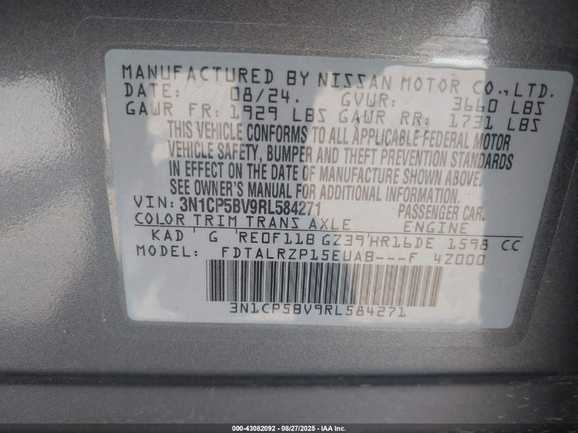 MANUFACTURED BY NISSAN MOTOR CO.,LTD.
DATE: 08/24. GVWR: 3660 LBS
GAWR FR: 1929 LBS GAWR RR: 1731 LBS
THIS VEHICLE CONFORMS TO ALL APPLICABLE FEDERAL MOTOR
VEHICLE SAFETY, BUMPER AND THEFT PREVENTION STANDARDS
IN EFFECT ON THE DATE OF MANUFACTURE SHOWN ABOVE.
SEE OWNER'S MANUAL FOR ADDITIONAL INFORMATION.
VIN: 3N1CP5BV9RL584271 PASSENGER CAR.
COLOR TRIM TRANS AXLE ENGINE
KAD G RE0F11B GZ39 HR16DE 1598 CC
MODEL: FDTALRZP15EUAB---F 4Z000
3N1CP5BV9RL584271
000-43082092 - 08/27/2025 - IAA Inc.